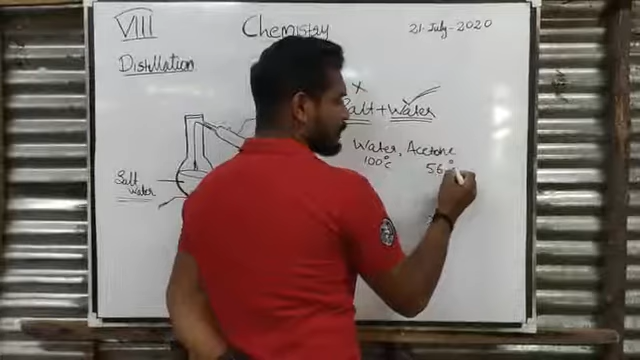 VIII
Chemistry
21-July-2020
Distillation
Salt + Water
Water, Acetone
100°C
56°
Salt
Water